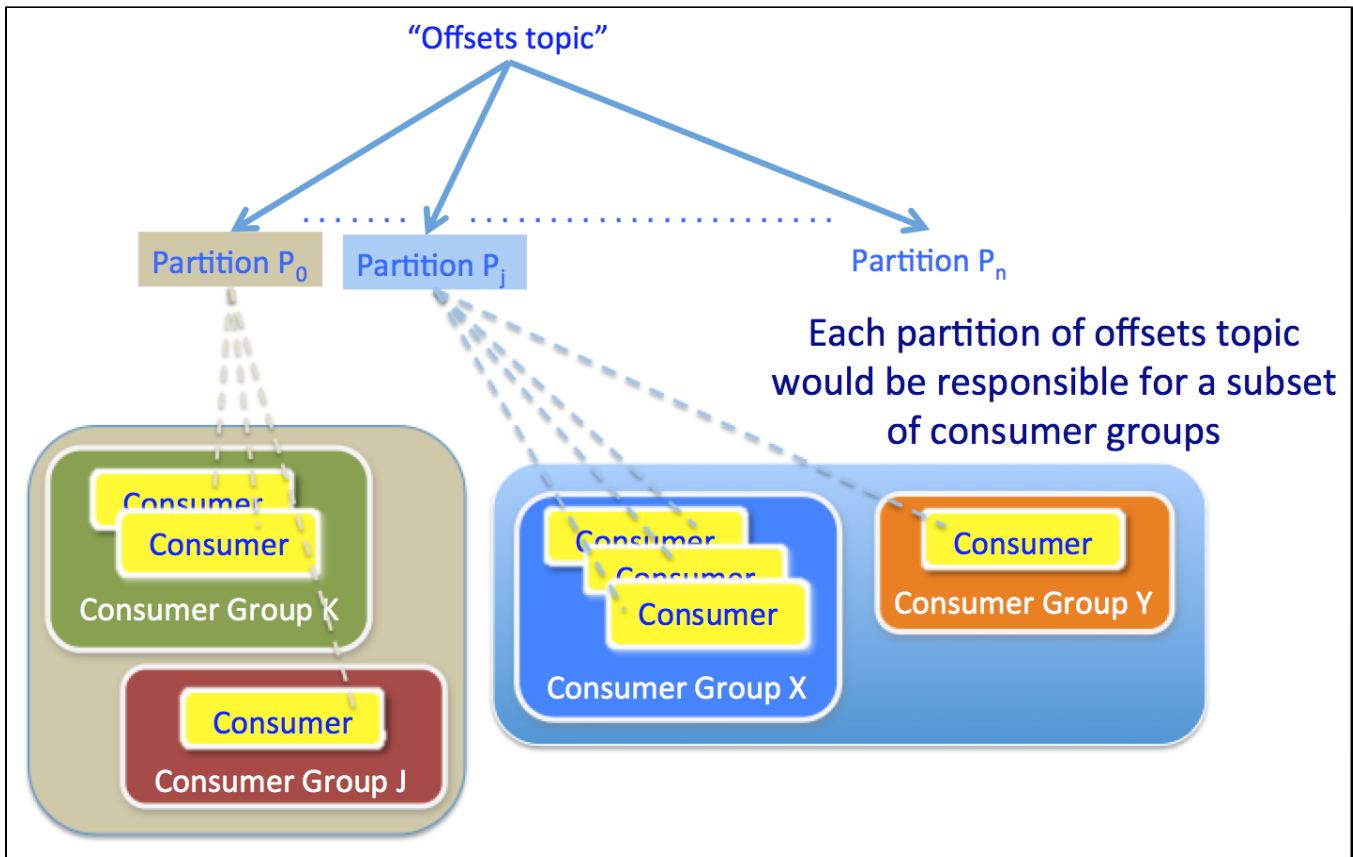 “Offsets topic”
Partition P0
Partition Pj
Partition Pn
Each partition of offsets topic
would be responsible for a subset
of consumer groups
Consumer
Consumer
Consumer Group K
Consumer
Consumer Group J
Consumer
Consumer
Consumer
Consumer Group X
Consumer
Consumer Group Y